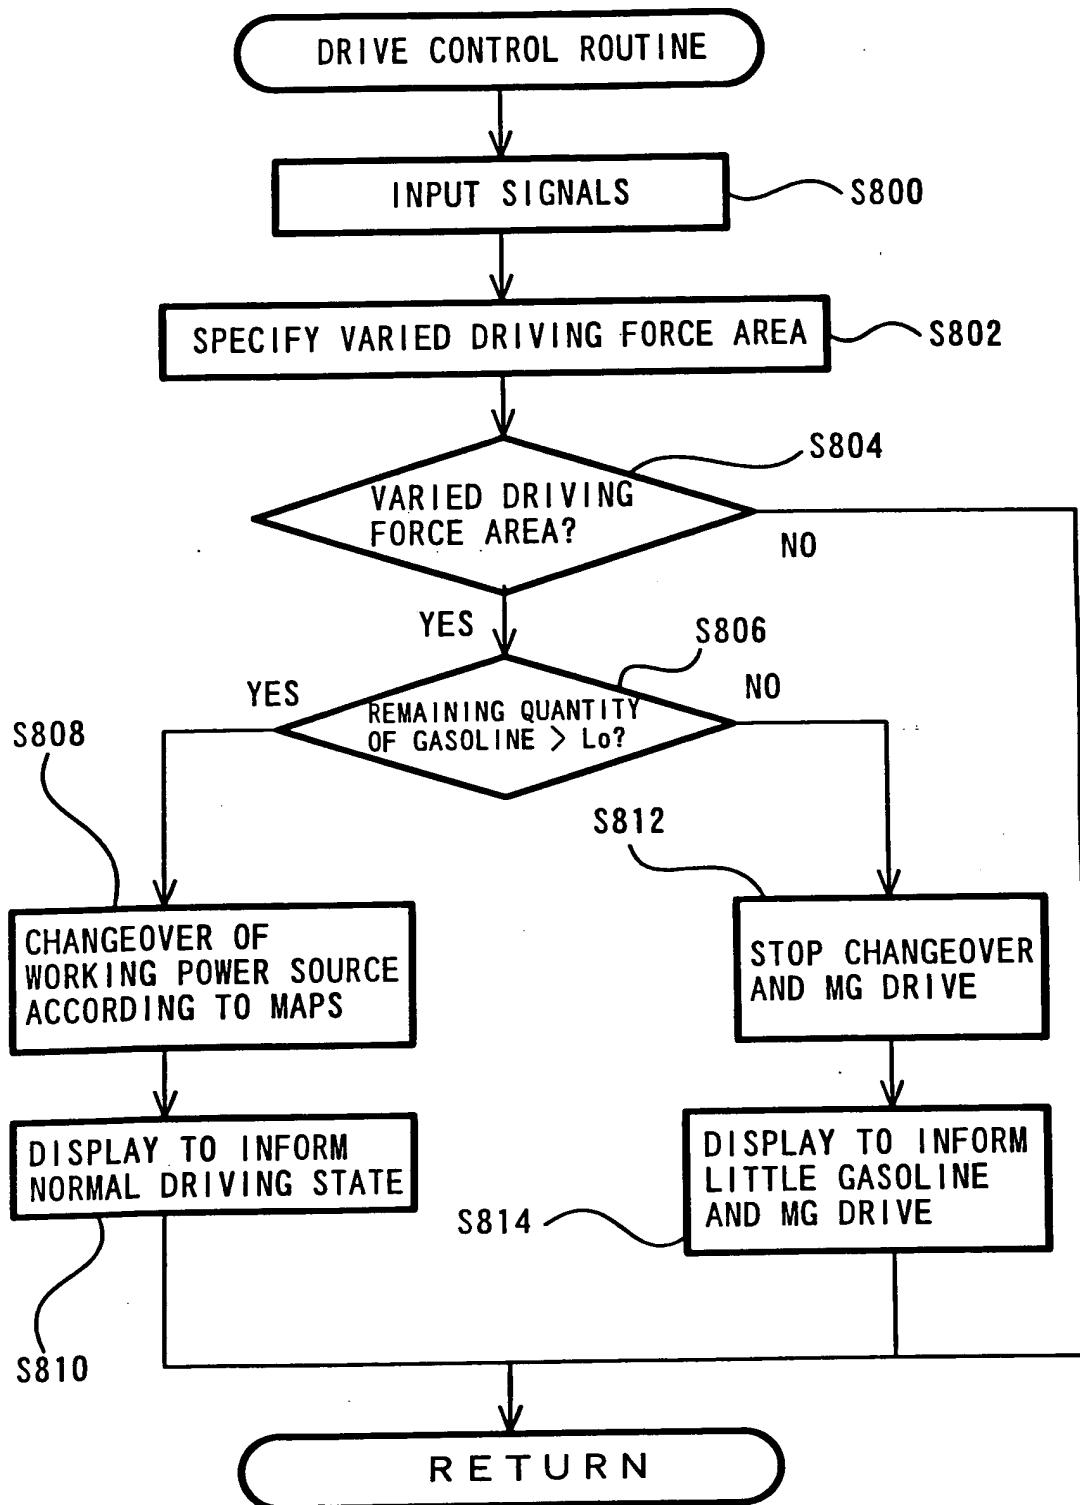 DRIVE CONTROL ROUTINE
INPUT SIGNALS
S800
SPECIFY VARIED DRIVING FORCE AREA
S802
S804
VARIED DRIVING
FORCE AREA?
NO
YES
S806
YES
NO
REMAINING QUANTITY
OF GASOLINE > Lo?
S808
S812
CHANGEOVER OF
WORKING POWER SOURCE
ACCORDING TO MAPS
STOP CHANGEOVER
AND MG DRIVE
DISPLAY TO INFORM
NORMAL DRIVING STATE
DISPLAY TO INFORM
LITTLE GASOLINE
AND MG DRIVE
S814
S810
RETURN